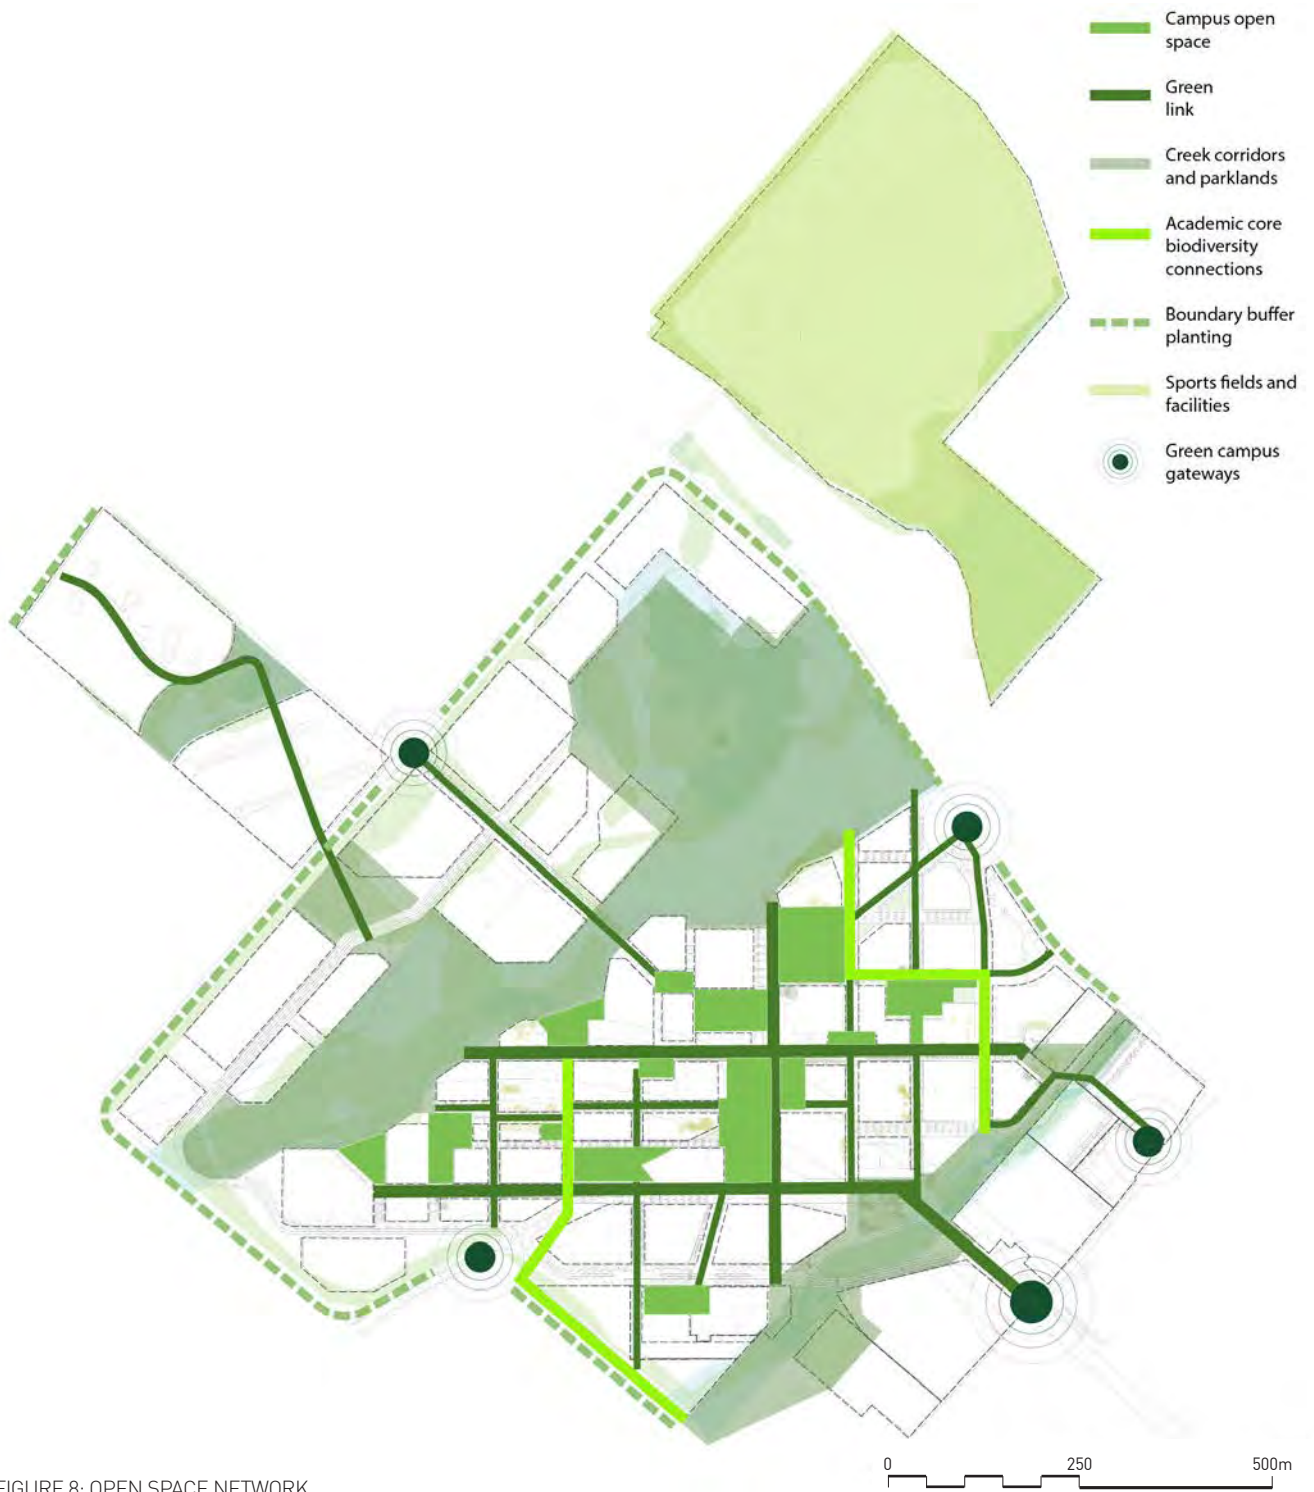 Campus open
space
Green
link
Creek corridors
and parklands
Academic core
biodiversity
connections
Boundary buffer
planting
Sports fields and
facilities
Green campus
gateways
0 250 500m
FIGURE 8: OPEN SPACE NETWORK